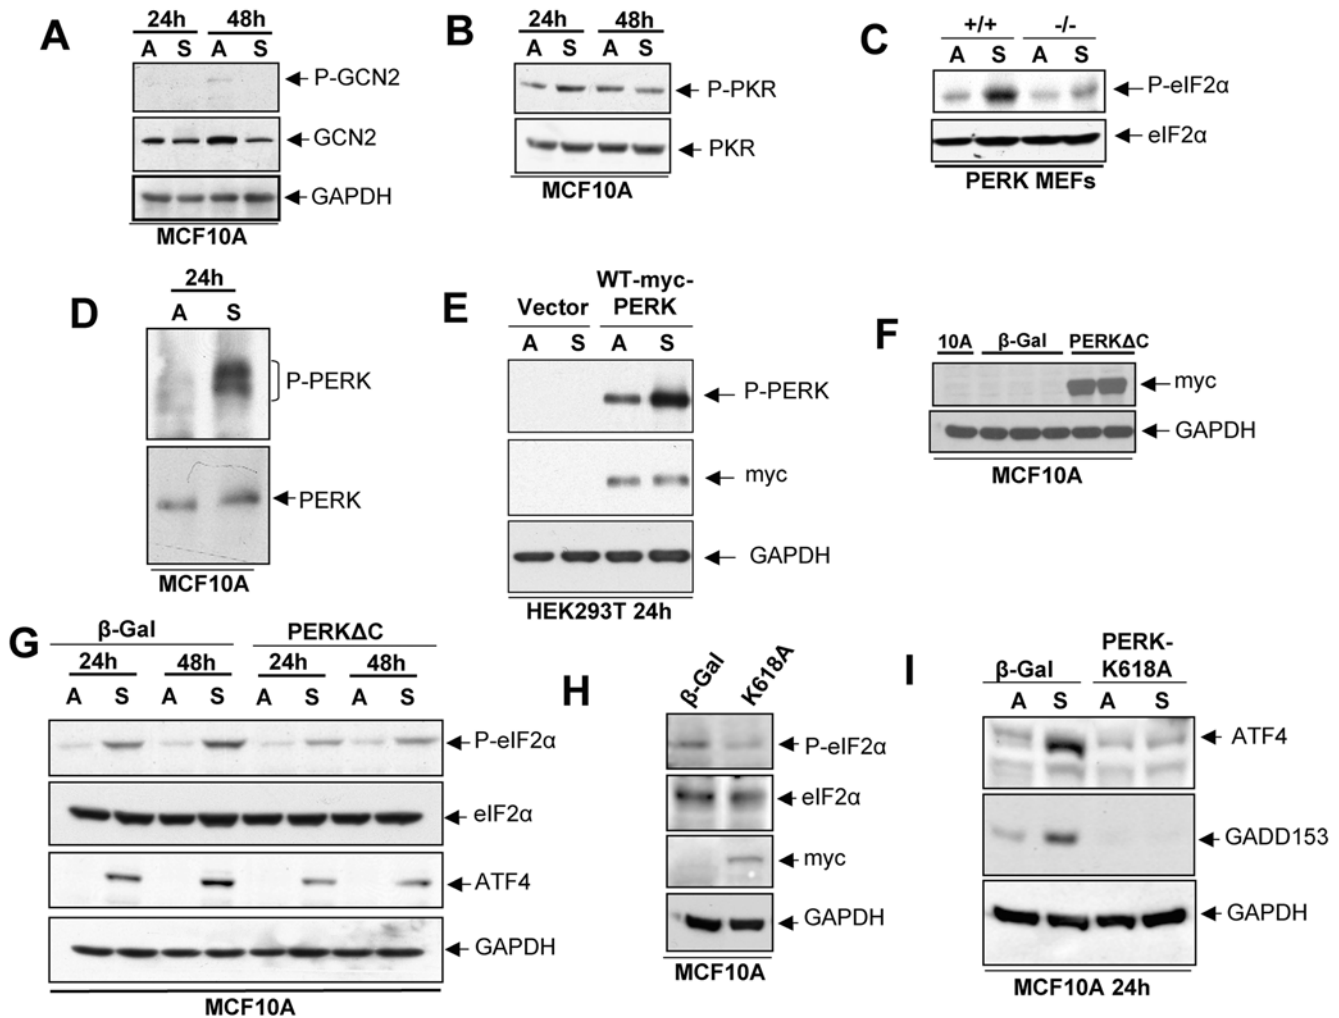 A
24h 48h
A S A S
P-GCN2
GCN2
GAPDH
MCF10A
B
24h 48h
A S A S
P-PKR
PKR
MCF10A
C
+/+ -/-
A S A S
P-eIF2α
eIF2α
PERK MEFs
D
24h
A S
P-PERK
PERK
MCF10A
E
WT-myc-
Vector PERK
A S A S
P-PERK
myc
GAPDH
HEK293T 24h
F
10A β-Gal PERKΔC
myc
GAPDH
MCF10A
G
β-Gal PERKΔC
24h 48h 24h 48h
A S A S A S A S
P-eIF2α
eIF2α
ATF4
GAPDH
MCF10A
H
β-Gal K618A
P-eIF2α
eIF2α
myc
GAPDH
MCF10A
I
PERK-
β-Gal K618A
A S A S
ATF4
GADD153
GAPDH
MCF10A 24h